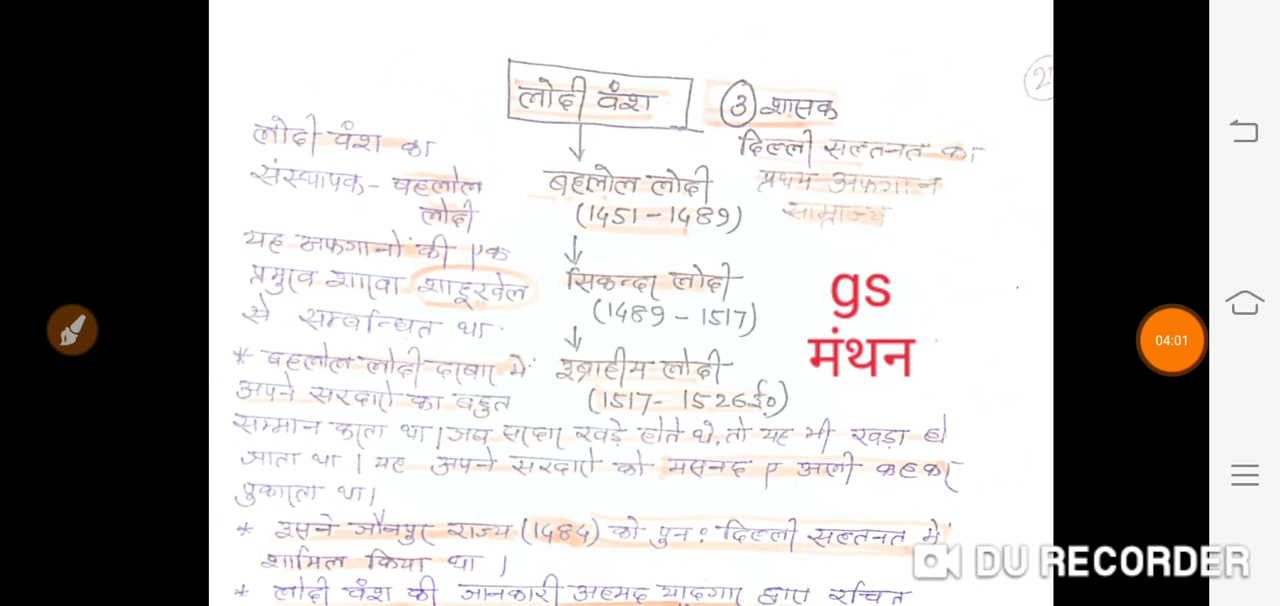 लोदी वंश
③ शासक
लोदी वंश का
संस्थापक - बहलोल
लोदी
दिल्ली सल्तनत का
प्रथम अफगान
साम्राज्य
बहलोल लोदी
(1451 - 1489)
↓
सिकन्दर लोदी
(1489 - 1517)
↓
इब्राहीम लोदी
(1517- 1526ई०)
यह अफगानों की एक
प्रमुख शाखा शाहूखेल
से सम्बन्धित था
* बहलोल लोदी दरबार में
अपने सरदारो का बहुत
सम्मान करता था। जब सरदार खड़े होते थे, तो यह भी खड़ा हो
जाता था। यह अपने सरदारो को मसनद ए अली कहकर
पुकारता था।
* इसने जौनपुर राज्य (1484) को पुनः दिल्ली सल्तनत में
शामिल किया था।
* लोदी वंश की जानकारी अहमद यादगार द्वारा रचित
gs
मंथन
04:01
DU RECORDER